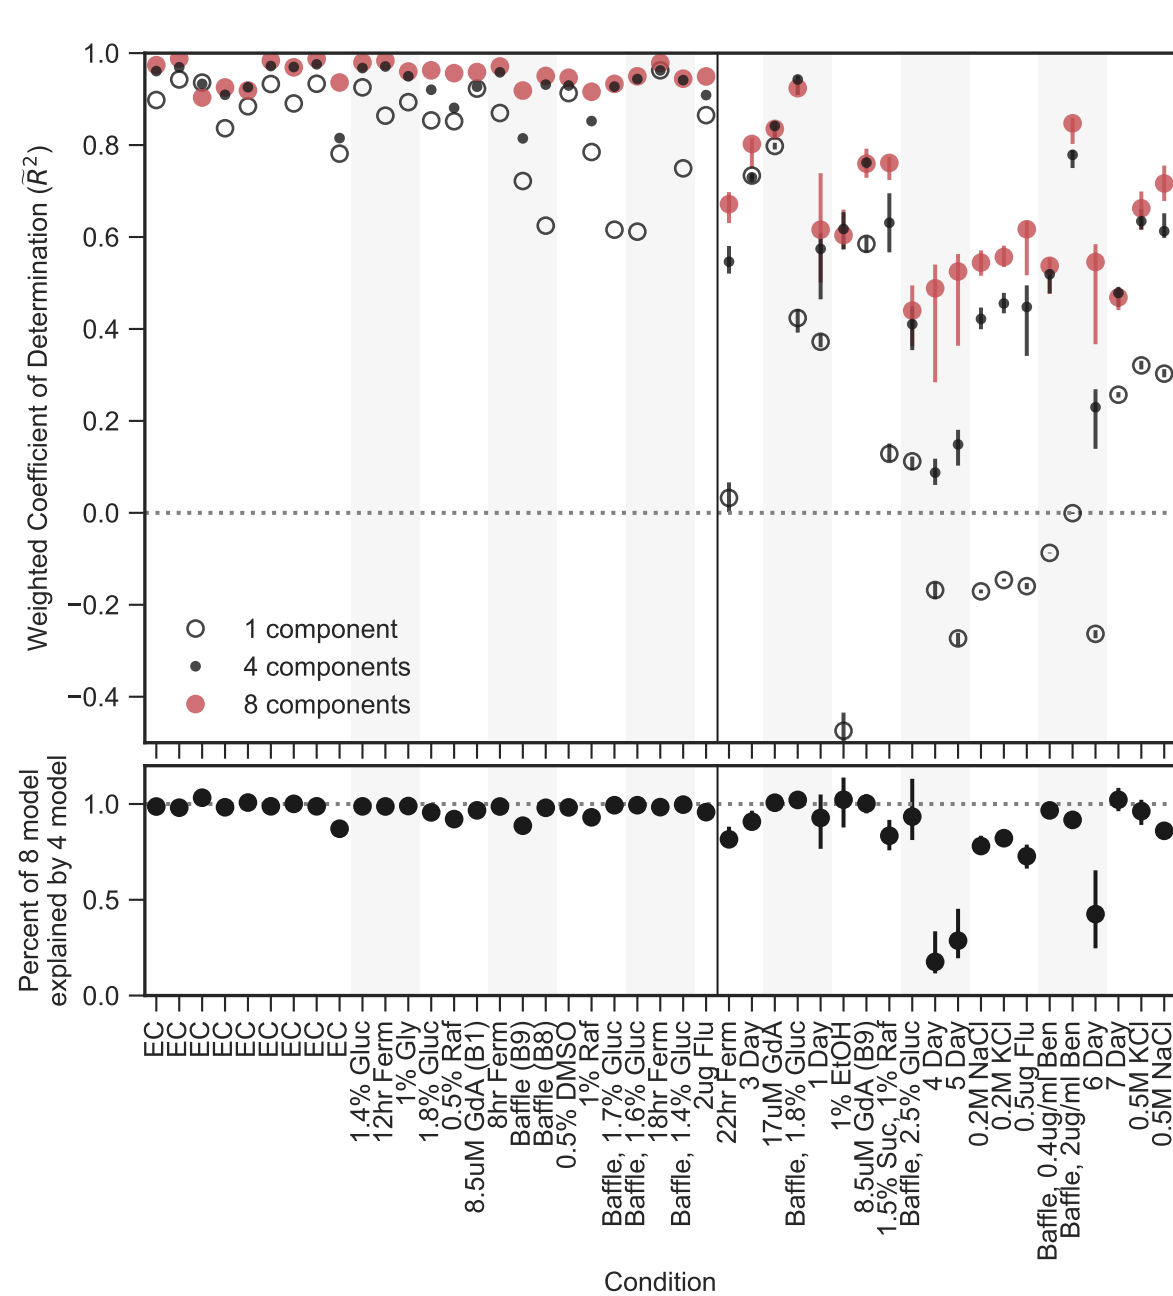 Weighted Coefficient of Determination (R̃²)
1.0
0.8
0.6
0.4
0.2
0.0
−0.2
−0.4
1 component
4 components
8 components
Percent of 8 model
explained by 4 model
1.0
0.5
0.0
EC
EC
EC
EC
EC
EC
EC
EC
EC
1.4% Gluc
12hr Ferm
1% Gly
1.8% Gluc
0.5% Raf
8.5uM GdA (B1)
8hr Ferm
Baffle (B9)
Baffle (B8)
0.5% DMSO
1% Raf
Baffle, 1.7% Gluc
Baffle, 1.6% Gluc
18hr Ferm
Baffle, 1.4% Gluc
2ug Flu
22hr Ferm
3 Day
17uM GdA
Baffle, 1.8% Gluc
1 Day
1% EtOH
8.5uM GdA (B9)
1.5% Suc, 1% Raf
Baffle, 2.5% Gluc
4 Day
5 Day
0.2M NaCl
0.2M KCl
0.5ug Flu
Baffle, 0.4ug/ml Ben
Baffle, 2ug/ml Ben
6 Day
7 Day
0.5M KCl
0.5M NaCl
Condition